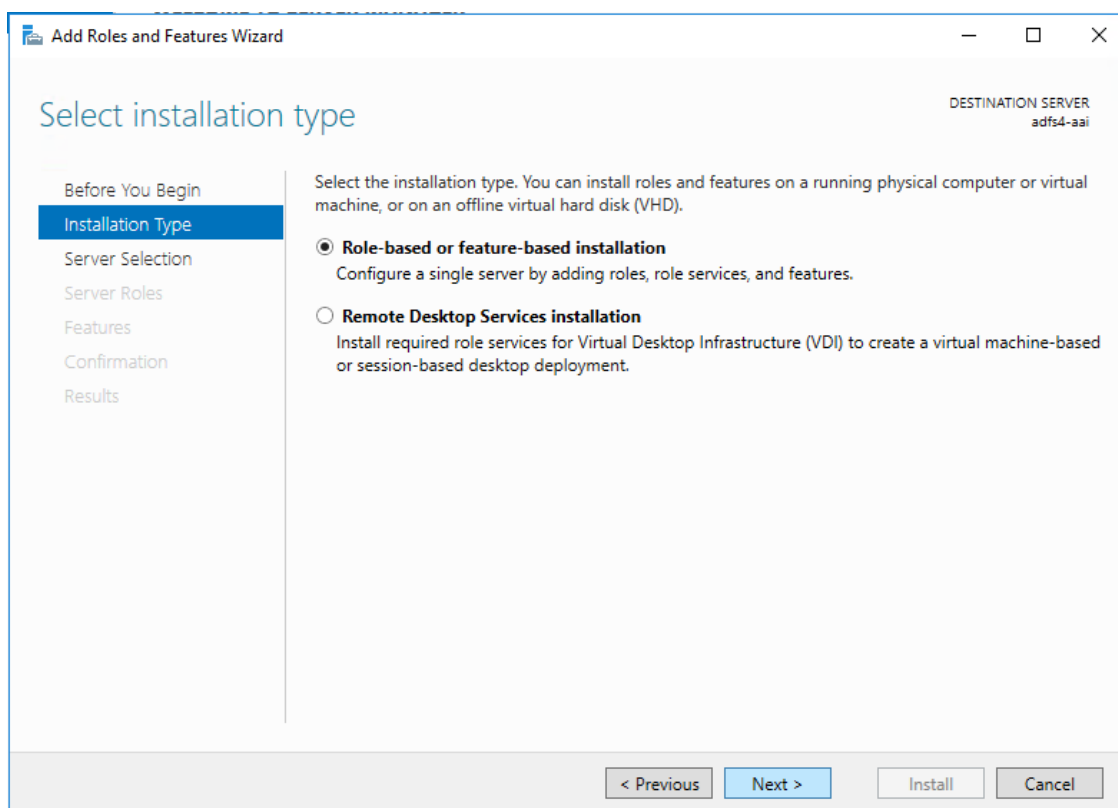 Add Roles and Features Wizard
Select installation type
DESTINATION SERVER
adfs4-aai
Before You Begin
Installation Type
Server Selection
Server Roles
Features
Confirmation
Results
Select the installation type. You can install roles and features on a running physical computer or virtual
machine, or on an offline virtual hard disk (VHD).
Role-based or feature-based installation
Configure a single server by adding roles, role services, and features.
Remote Desktop Services installation
Install required role services for Virtual Desktop Infrastructure (VDI) to create a virtual machine-based
or session-based desktop deployment.
< Previous
Next >
Install
Cancel